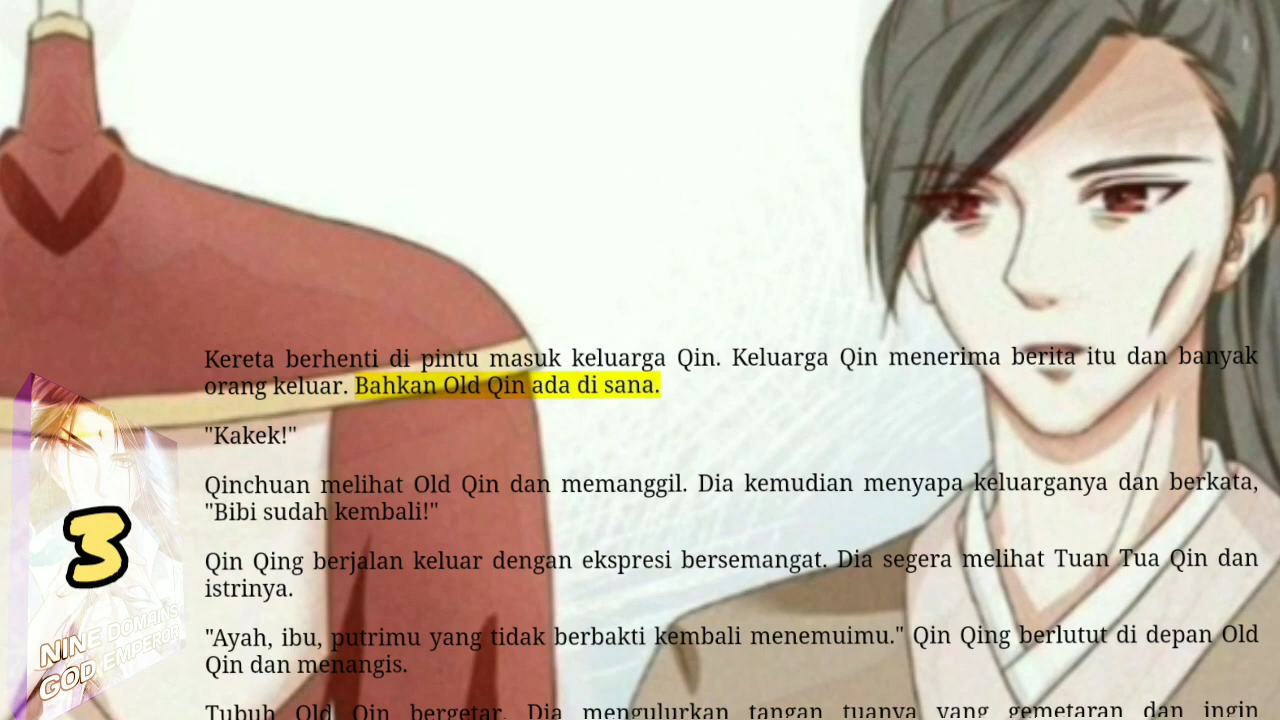 Kereta berhenti di pintu masuk keluarga Qin. Keluarga Qin menerima berita itu dan banyak
orang keluar. Bahkan Old Qin ada di sana.
"Kakek!"
Qinchuan melihat Old Qin dan memanggil. Dia kemudian menyapa keluarganya dan berkata,
"Bibi sudah kembali!"
Qin Qing berjalan keluar dengan ekspresi bersemangat. Dia segera melihat Tuan Tua Qin dan
istrinya.
"Ayah, ibu, putrimu yang tidak berbakti kembali menemuimu." Qin Qing berlutut di depan Old
Qin dan menangis.
Tubuh Old Qin bergetar. Dia mengulurkan tangan tuanya yang gemetaran dan ingin
3
NINE DOMAINS
GOD EMPEROR